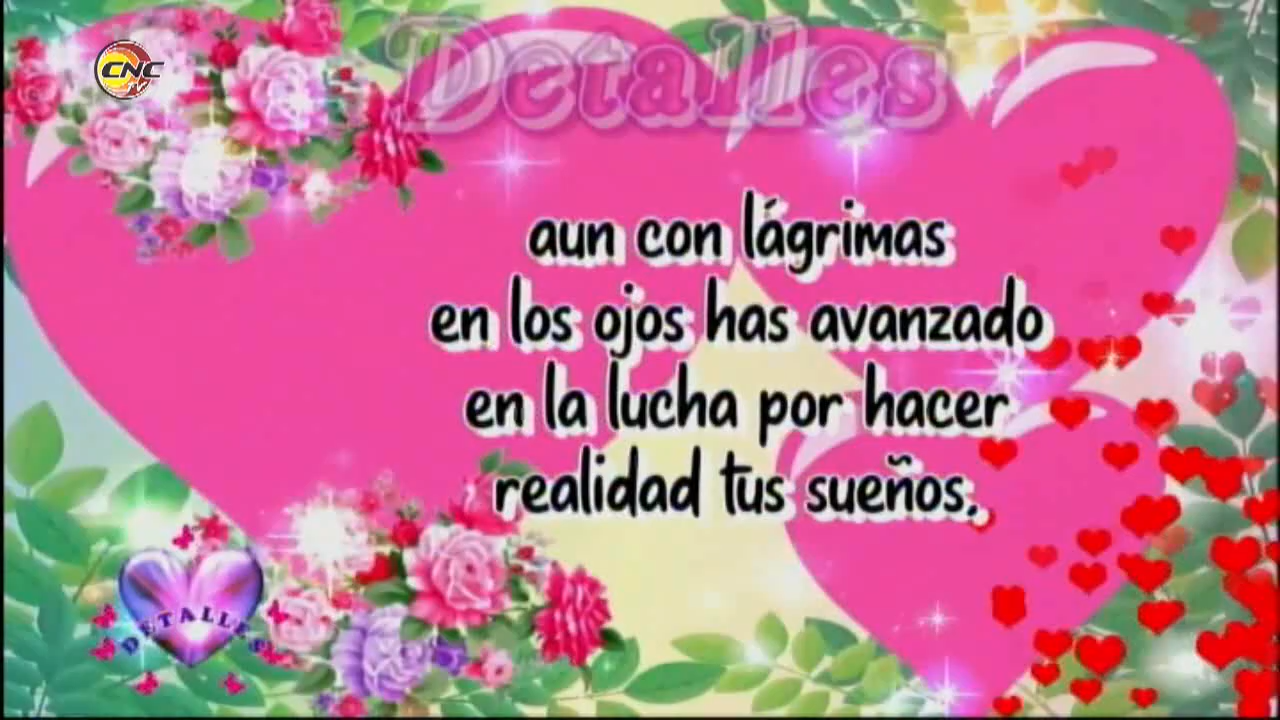 CNC
Detalles
aun con lágrimas
en los ojos has avanzado
en la lucha por hacer
realidad tus sueños.
DETALLES